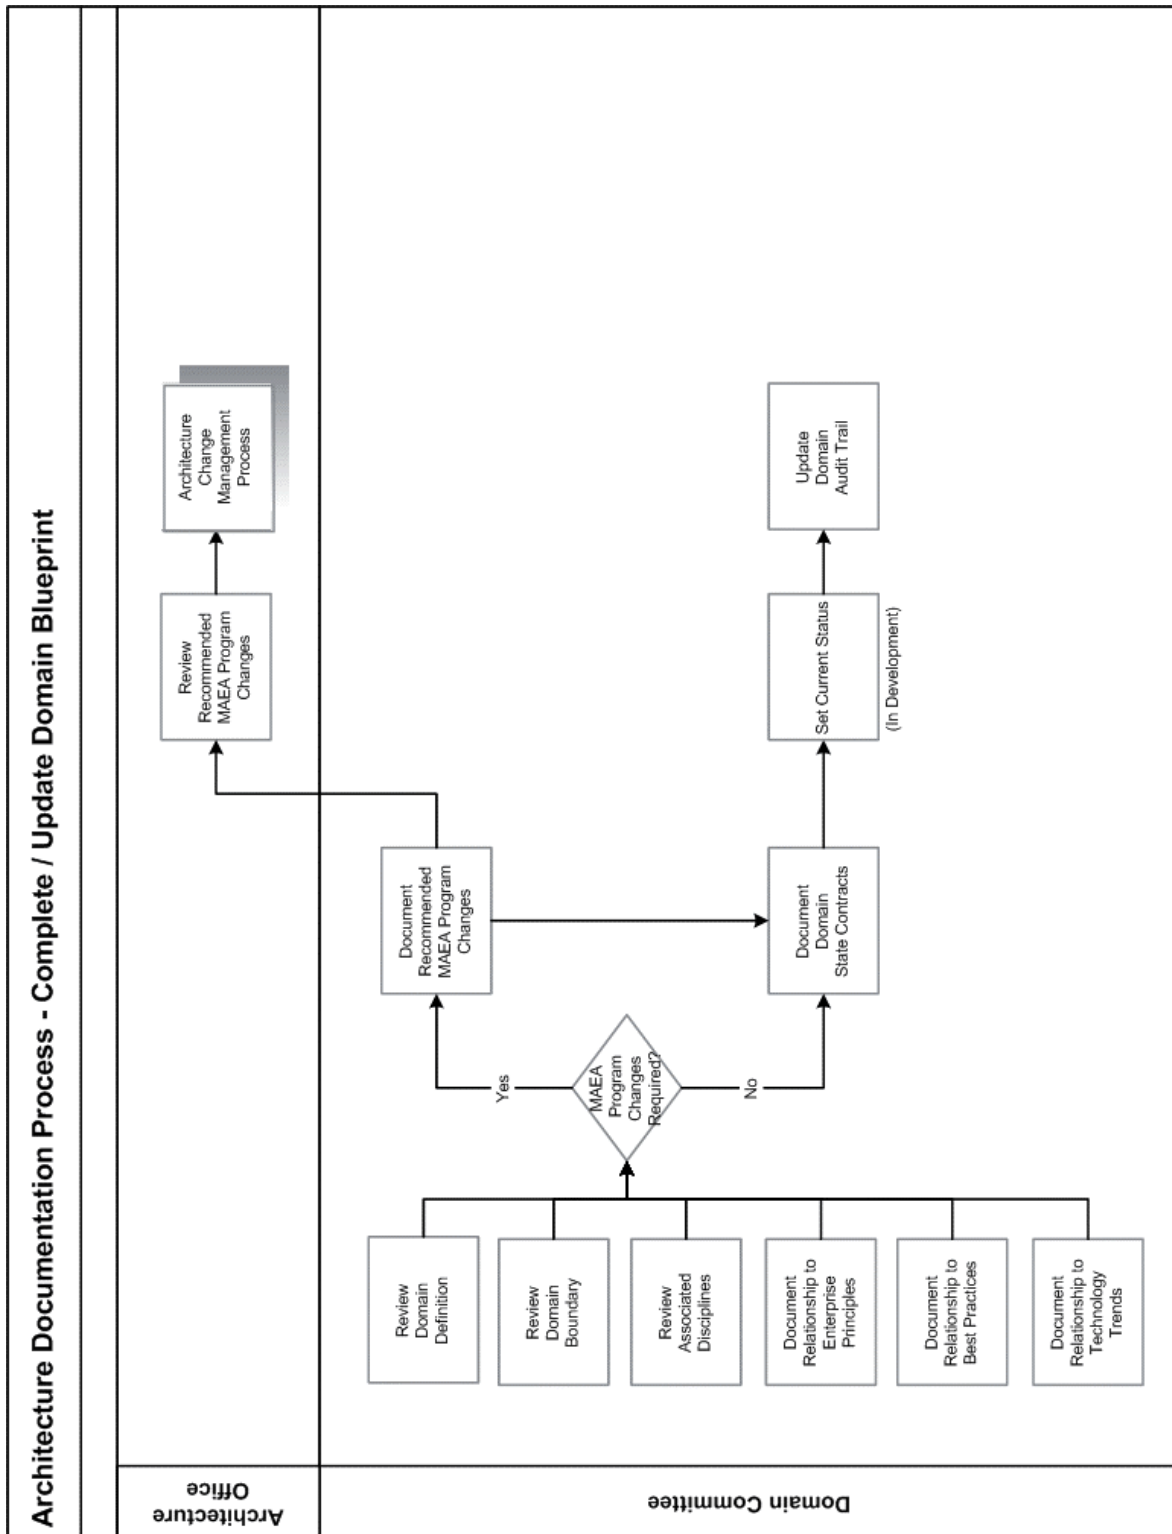 Architecture Documentation Process - Complete / Update Domain Blueprint
Architecture
Office
Review
Recommended
MAEA Program
Changes
Architecture
Change
Management
Process
Domain Committee
Review
Domain
Definition
Review
Domain
Boundary
Review
Associated
Disciplines
Document
Relationship to
Enterprise
Principles
Document
Relationship to
Best Practices
Document
Relationship to
Technology
Trends
MAEA
Program
Changes
Required?
Yes
No
Document
Recommended
MAEA Program
Changes
Document
Domain
State Contracts
Set Current Status
(In Development)
Update
Domain
Audit Trail